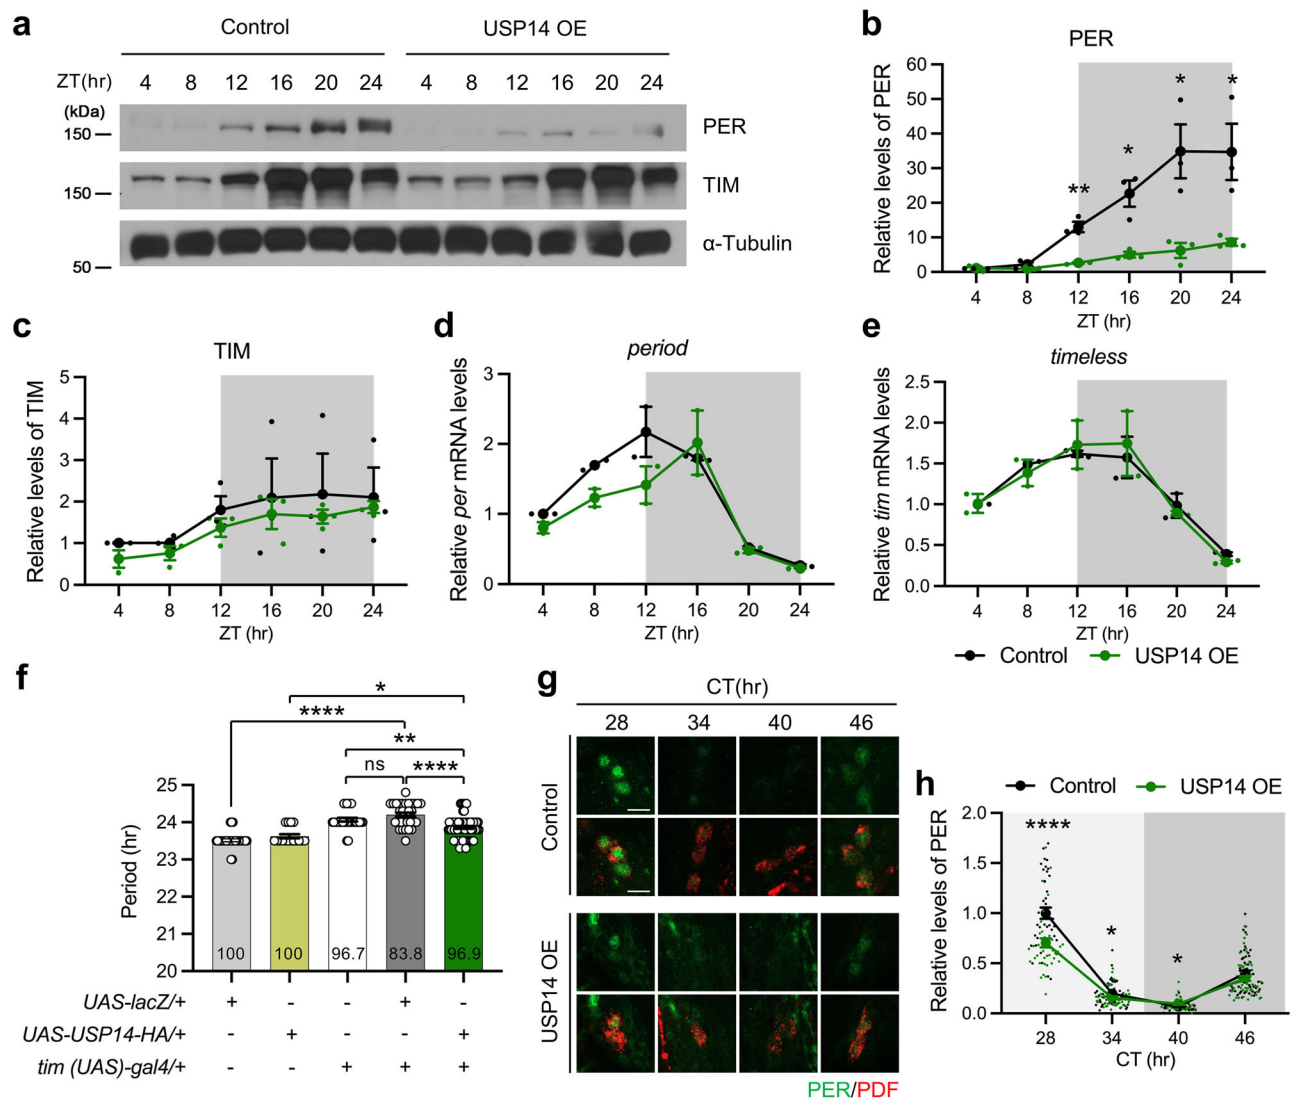 a
Control USP14 OE
ZT(hr) 4 8 12 16 20 24 4 8 12 16 20 24
(kDa)
150
PER
150
TIM
α-Tubulin
50
b
PER
Relative levels of PER
60
50
40
30
20
10
0
** * * *
4 8 12 16 20 24
ZT (hr)
c
TIM
Relative levels of TIM
5
4
3
2
1
0
4 8 12 16 20 24
ZT (hr)
d
period
Relative per mRNA levels
3
2
1
0
4 8 12 16 20 24
ZT (hr)
e
timeless
Relative tim mRNA levels
2.5
2.0
1.5
1.0
0.5
0.0
4 8 12 16 20 24
ZT (hr)
Control USP14 OE
f
*
****
**
ns ****
Period (hr)
25
24
23
22
21
20
100 100 96.7 83.8 96.9
UAS-lacZ/+ + - - + -
UAS-USP14-HA/+ - + - - +
tim (UAS)-gal4/+ - - + + +
g
CT(hr)
28 34 40 46
Control
USP14 OE
PER/PDF
h
Control USP14 OE
Relative levels of PER
2.0
1.5
1.0
0.5
0.0
**** * *
28 34 40 46
CT (hr)